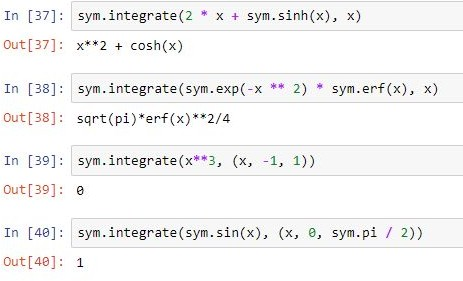 In [37]: sym.integrate(2 * x + sym.sinh(x), x)
Out[37]: x**2 + cosh(x)
In [38]: sym.integrate(sym.exp(-x ** 2) * sym.erf(x), x)
Out[38]: sqrt(pi)*erf(x)**2/4
In [39]: sym.integrate(x**3, (x, -1, 1))
Out[39]: 0
In [40]: sym.integrate(sym.sin(x), (x, 0, sym.pi / 2))
Out[40]: 1